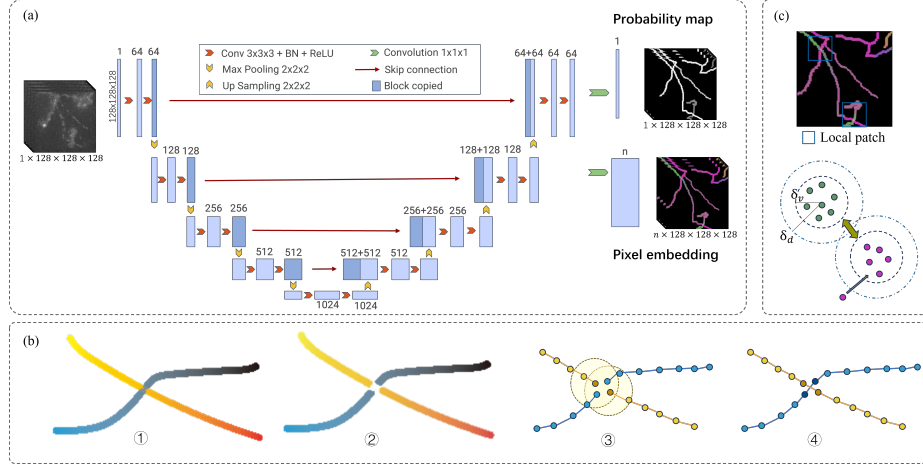 (a)
Conv 3x3x3 + BN + ReLU
Max Pooling 2x2x2
Up Sampling 2x2x2
Convolution 1x1x1
Skip connection
Block copied
1 64 64
128x128x128
1 × 128 × 128 × 128
128 128
256 256
512 512
1024 1024
512+512 512
256+256 256
128+128 128
64+64 64 64
Probability map
1
1 × 128 × 128 × 128
n
n × 128 × 128 × 128
Pixel embedding
(c)
Local patch
δv
δd
(b)
①
②
③
④